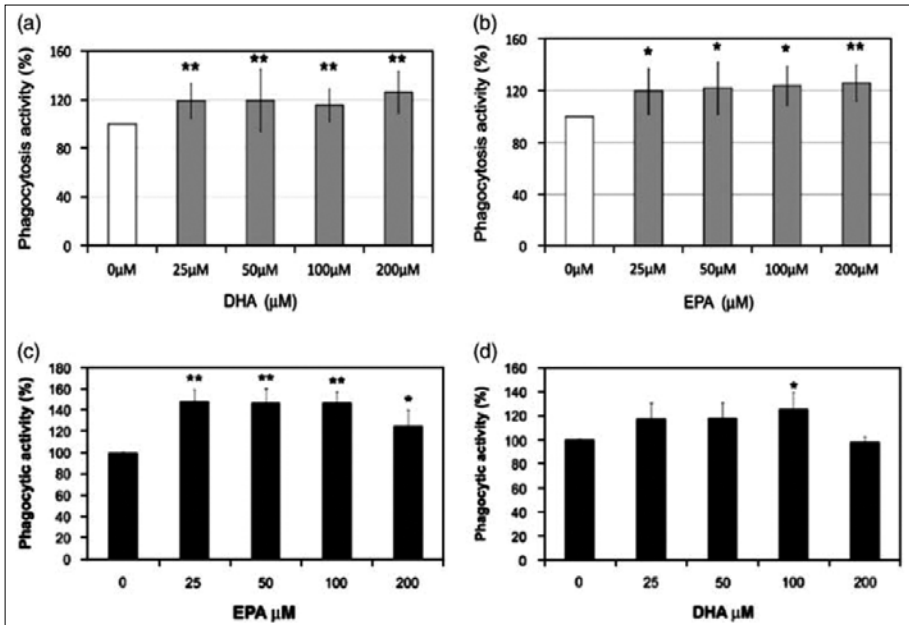 (a)
160
120
80
40
0
Phagocytosis activity (%)
** ** ** **
0μM 25μM 50μM 100μM 200μM
DHA (μM)
(b)
160
120
80
40
0
Phagocytosis activity (%)
* * * **
0μM 25μM 50μM 100μM 200μM
EPA (μM)
(c)
180
160
140
120
100
80
60
40
20
0
Phagocytic activity (%)
** ** ** *
0 25 50 100 200
EPA μM
(d)
160
140
120
100
80
60
40
20
0
Phagocytic activity (%)
*
0 25 50 100 200
DHA μM